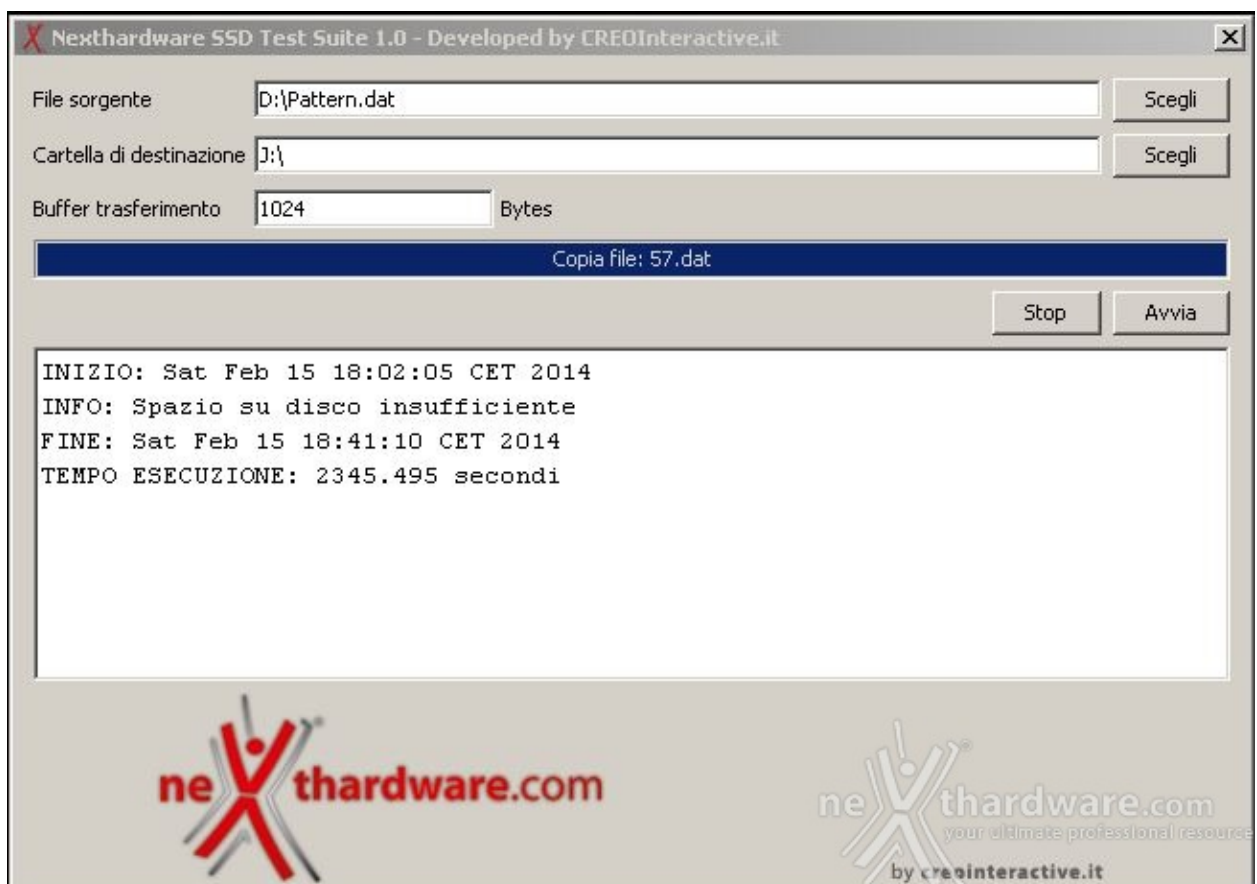 Nexthardware SSD Test Suite 1.0 - Developed by CREOInteractive.it
File sorgente D:\Pattern.dat Scegli
Cartella di destinazione J:\ Scegli
Buffer trasferimento 1024 Bytes
Copia file: 57.dat
Stop Avvia
INIZIO: Sat Feb 15 18:02:05 CET 2014
INFO: Spazio su disco insufficiente
FINE: Sat Feb 15 18:41:10 CET 2014
TEMPO ESECUZIONE: 2345.495 secondi
nexthardware.com
nexthardware.com
your ultimate professional resource
by creointeractive.it